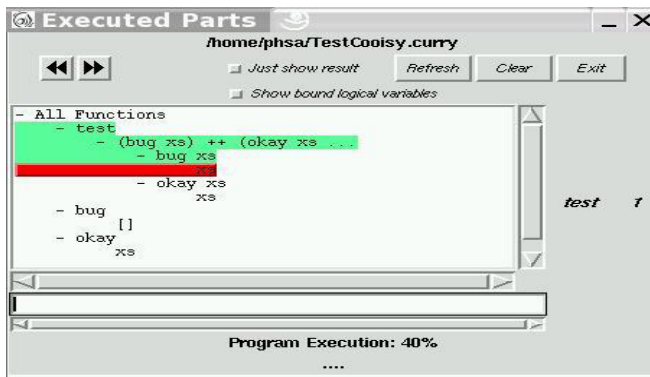 Executed Parts
/home/phsa/TestCooisy.curry
Just show result
Refresh
Clear
Exit
Show bound logical variables
- All Functions
- test
- (bug xs) ++ (okay xs ...
- bug xs
xs
- okay xs
xs
- bug
[]
- okay
xs
test 1
Program Execution: 40%
....